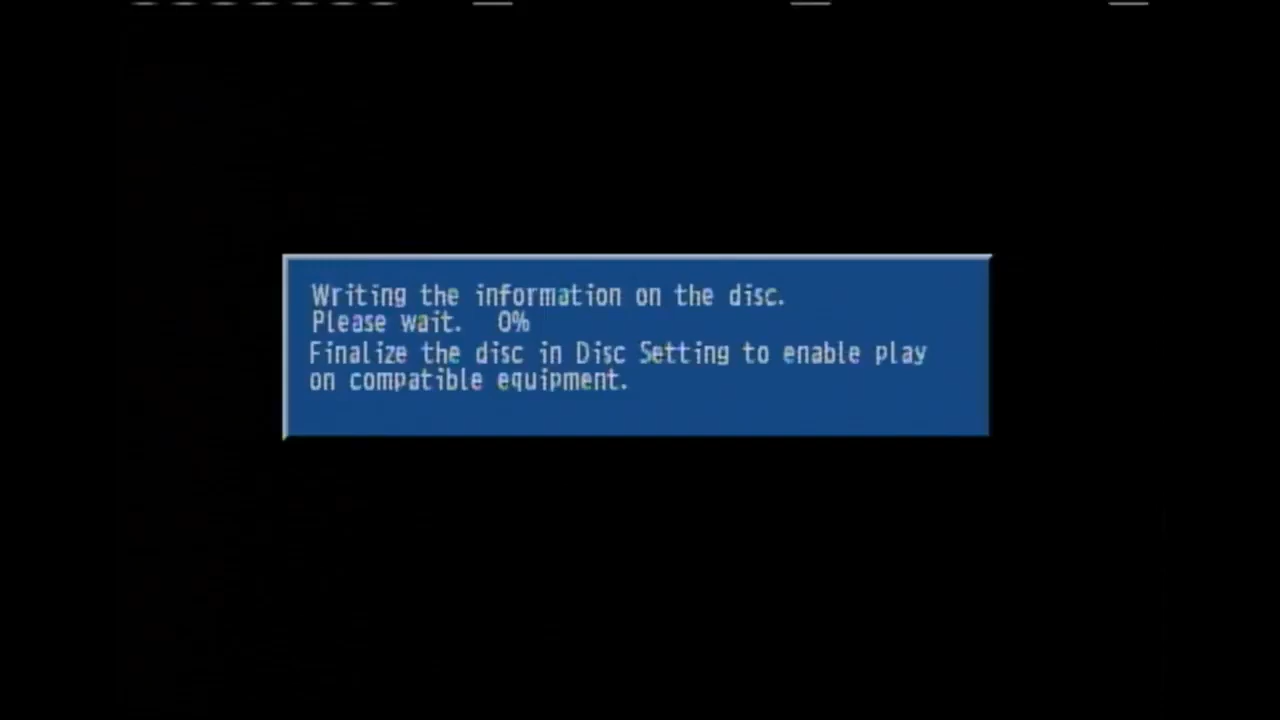 Writing the information on the disc.
Please wait. 0%
Finalize the disc in Disc Setting to enable play
on compatible equipment.